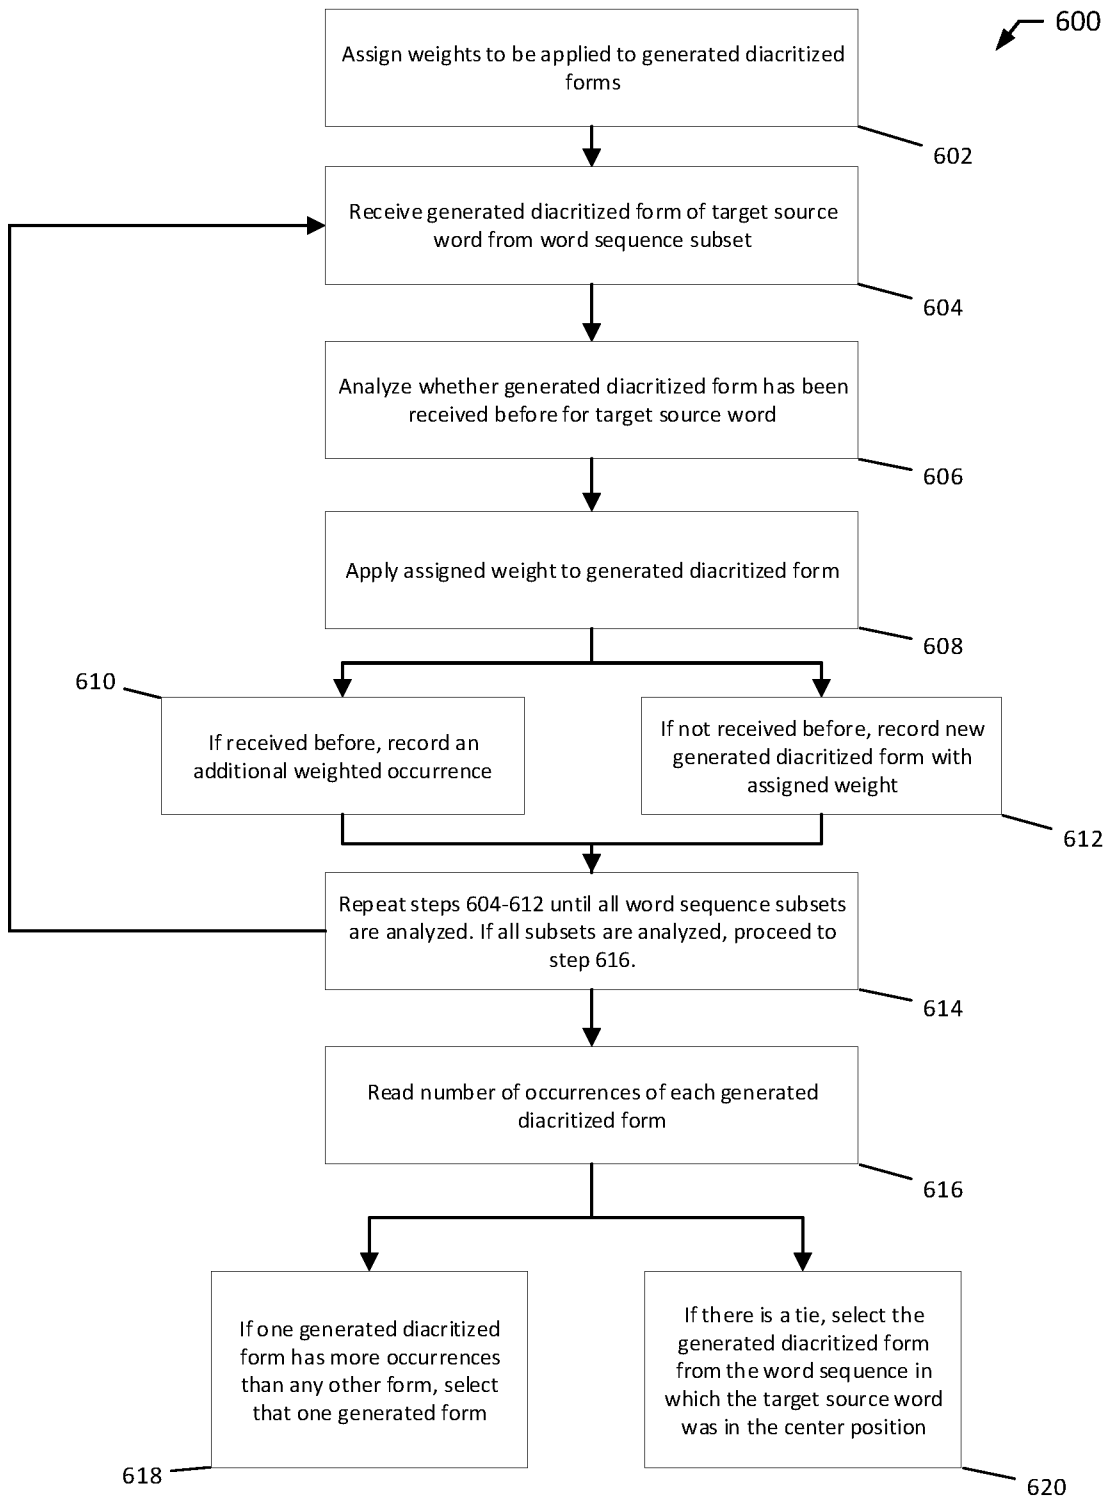 600
Assign weights to be applied to generated diacritized
forms
602
Receive generated diacritized form of target source
word from word sequence subset
604
Analyze whether generated diacritized form has been
received before for target source word
606
Apply assigned weight to generated diacritized form
608
610
If received before, record an
additional weighted occurrence
If not received before, record new
generated diacritized form with
assigned weight
612
Repeat steps 604-612 until all word sequence subsets
are analyzed. If all subsets are analyzed, proceed to
step 616.
614
Read number of occurrences of each generated
diacritized form
616
If one generated diacritized
form has more occurrences
than any other form, select
that one generated form
618
If there is a tie, select the
generated diacritized form
from the word sequence in
which the target source word
was in the center position
620